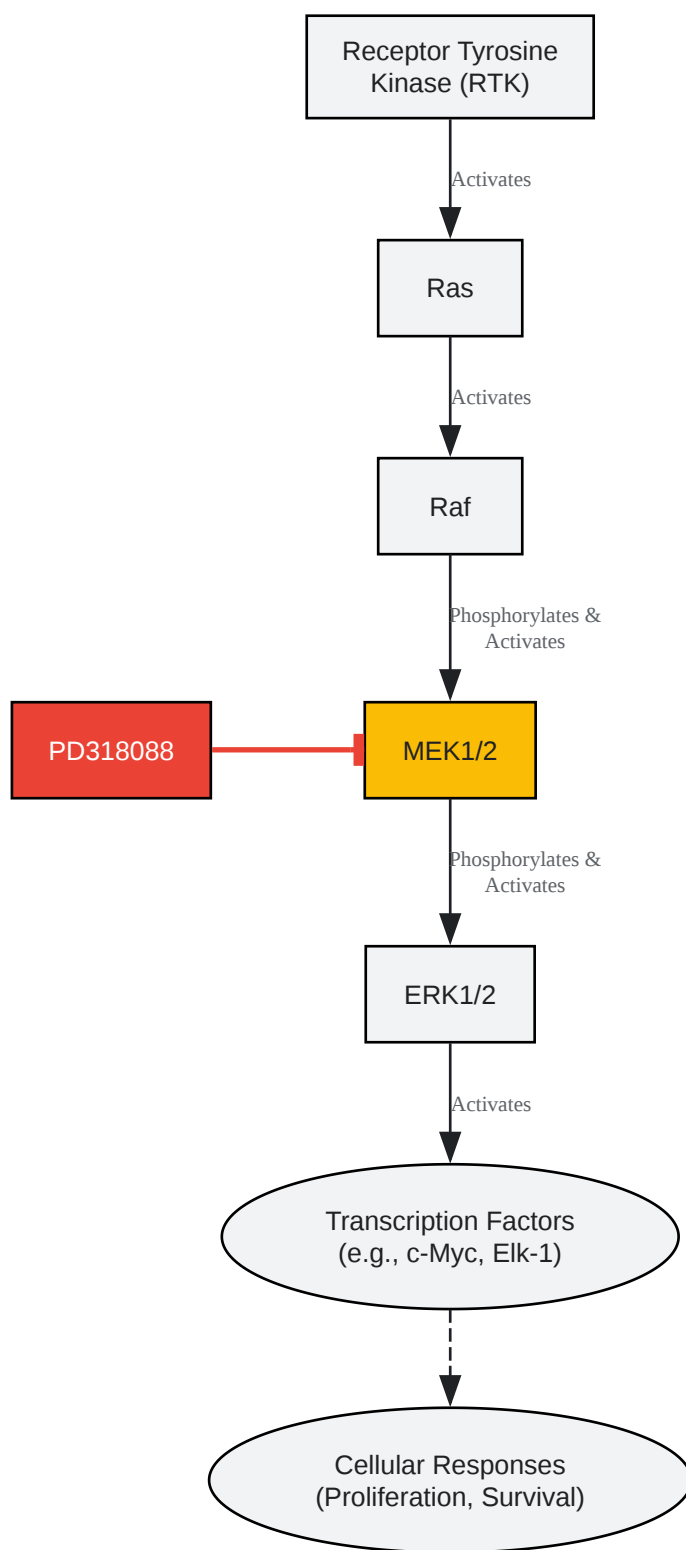 Receptor Tyrosine
Kinase (RTK)
Activates
Ras
Activates
Raf
Phosphorylates &
Activates
PD318088
MEK1/2
Phosphorylates &
Activates
ERK1/2
Activates
Transcription Factors
(e.g., c-Myc, Elk-1)
Cellular Responses
(Proliferation, Survival)